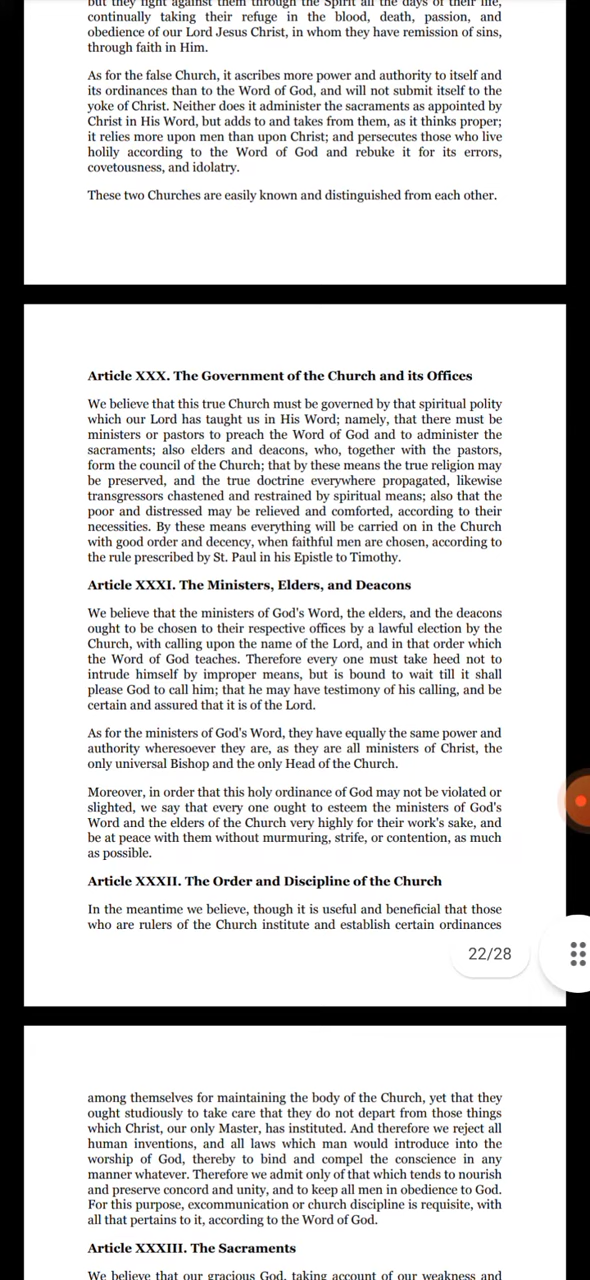 but they fight against them through the Spirit all the days of their life,
continually taking their refuge in the blood, death, passion, and
obedience of our Lord Jesus Christ, in whom they have remission of sins,
through faith in Him.
As for the false Church, it ascribes more power and authority to itself and
its ordinances than to the Word of God, and will not submit itself to the
yoke of Christ. Neither does it administer the sacraments as appointed by
Christ in His Word, but adds to and takes from them, as it thinks proper;
it relies more upon men than upon Christ; and persecutes those who live
holily according to the Word of God and rebuke it for its errors,
covetousness, and idolatry.
These two Churches are easily known and distinguished from each other.
Article XXX. The Government of the Church and its Offices
We believe that this true Church must be governed by that spiritual polity
which our Lord has taught us in His Word; namely, that there must be
ministers or pastors to preach the Word of God and to administer the
sacraments; also elders and deacons, who, together with the pastors,
form the council of the Church; that by these means the true religion may
be preserved, and the true doctrine everywhere propagated, likewise
transgressors chastened and restrained by spiritual means; also that the
poor and distressed may be relieved and comforted, according to their
necessities. By these means everything will be carried on in the Church
with good order and decency, when faithful men are chosen, according to
the rule prescribed by St. Paul in his Epistle to Timothy.
Article XXXI. The Ministers, Elders, and Deacons
We believe that the ministers of God's Word, the elders, and the deacons
ought to be chosen to their respective offices by a lawful election by the
Church, with calling upon the name of the Lord, and in that order which
the Word of God teaches. Therefore every one must take heed not to
intrude himself by improper means, but is bound to wait till it shall
please God to call him; that he may have testimony of his calling, and be
certain and assured that it is of the Lord.
As for the ministers of God's Word, they have equally the same power and
authority wheresoever they are, as they are all ministers of Christ, the
only universal Bishop and the only Head of the Church.
Moreover, in order that this holy ordinance of God may not be violated or
slighted, we say that every one ought to esteem the ministers of God's
Word and the elders of the Church very highly for their work's sake, and
be at peace with them without murmuring, strife, or contention, as much
as possible.
Article XXXII. The Order and Discipline of the Church
In the meantime we believe, though it is useful and beneficial that those
who are rulers of the Church institute and establish certain ordinances
22/28
among themselves for maintaining the body of the Church, yet that they
ought studiously to take care that they do not depart from those things
which Christ, our only Master, has instituted. And therefore we reject all
human inventions, and all laws which man would introduce into the
worship of God, thereby to bind and compel the conscience in any
manner whatever. Therefore we admit only of that which tends to nourish
and preserve concord and unity, and to keep all men in obedience to God.
For this purpose, excommunication or church discipline is requisite, with
all that pertains to it, according to the Word of God.
Article XXXIII. The Sacraments
We believe that our gracious God, taking account of our weakness and